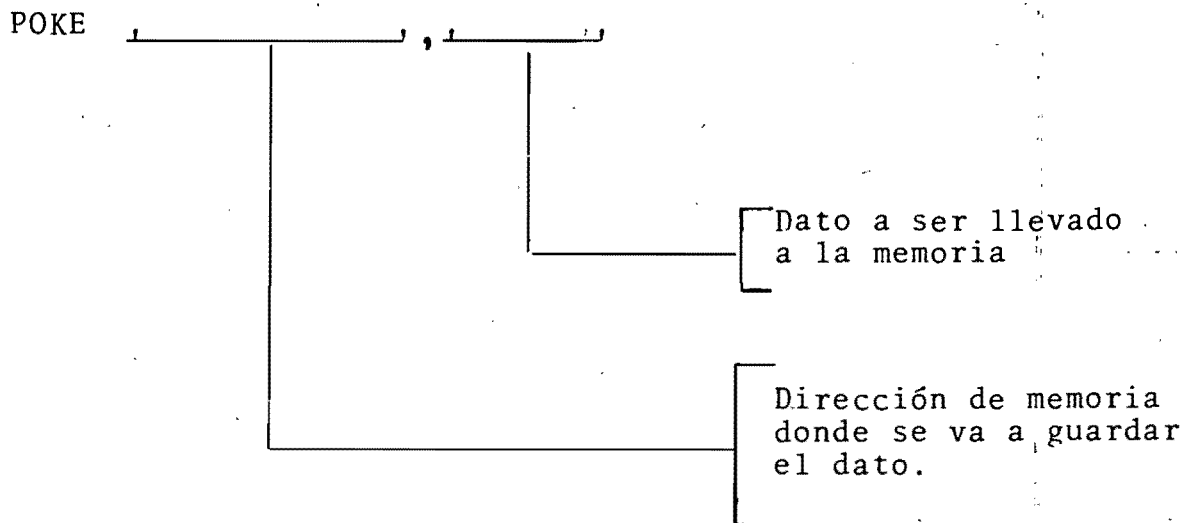 POKE ,
Dato a ser llevado
a la memoria
Dirección de memoria
donde se va a guardar
el dato.